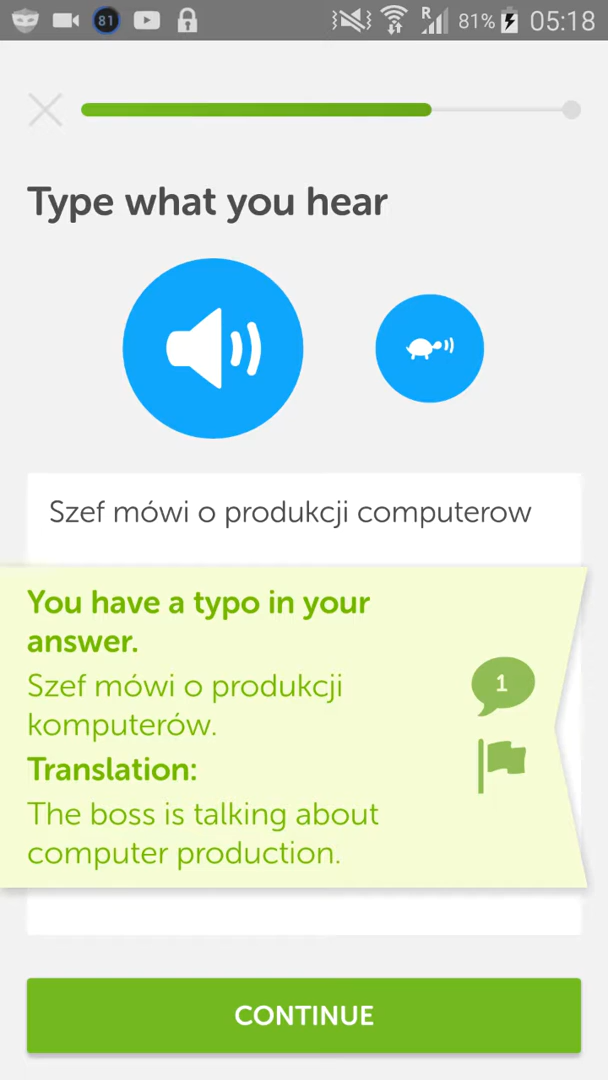 81 R 81% 05:18
Type what you hear
Szef mówi o produkcji computerow
You have a typo in your
answer.
Szef mówi o produkcji
komputerów.
1
Translation:
The boss is talking about
computer production.
CONTINUE